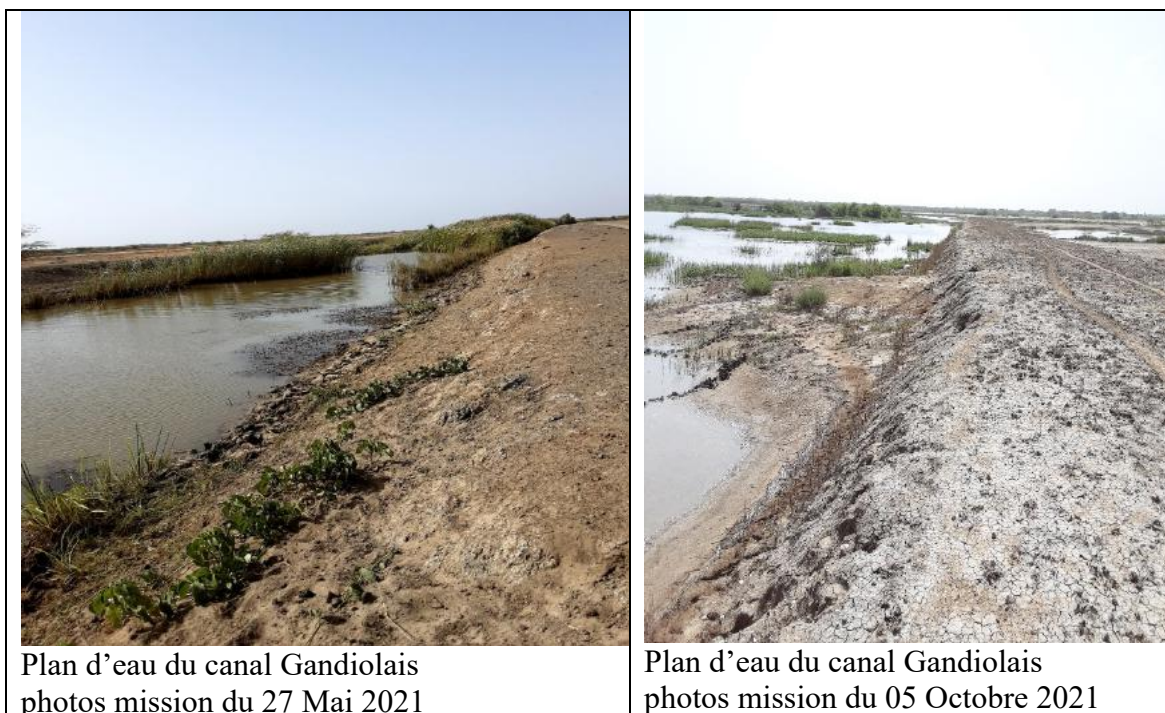 Plan d’eau du canal Gandiolais
photos mission du 27 Mai 2021
Plan d’eau du canal Gandiolais
photos mission du 05 Octobre 2021